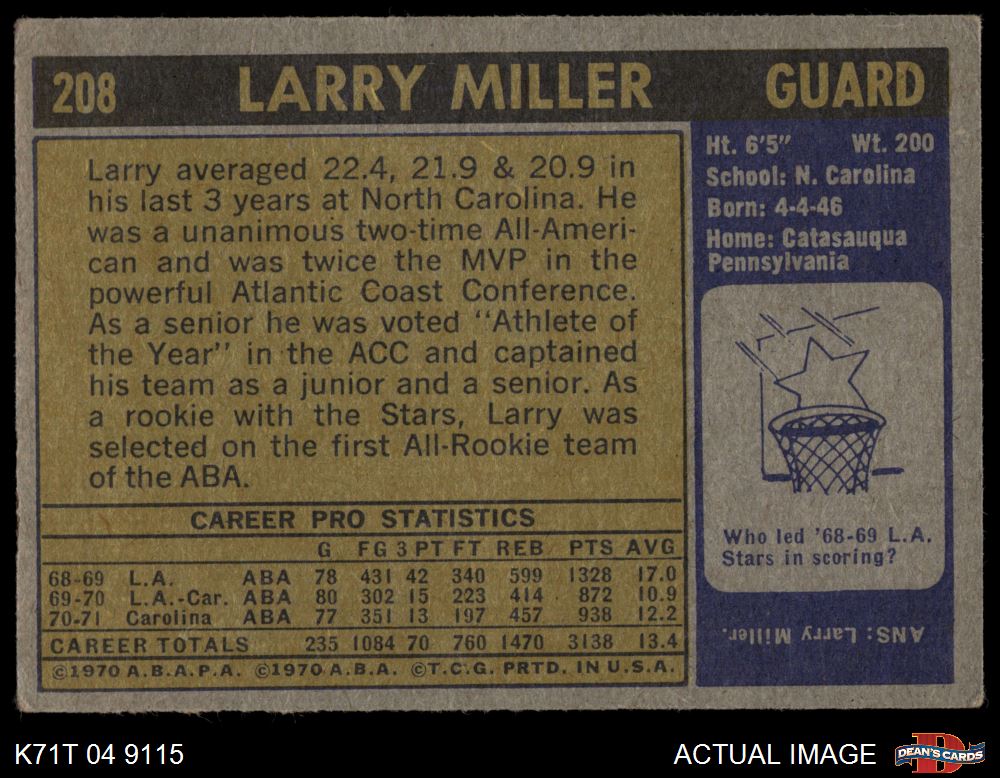 208 LARRY MILLER GUARD
Larry averaged 22.4, 21.9 & 20.9 in
his last 3 years at North Carolina. He
was a unanimous two-time All-Ameri-
can and was twice the MVP in the
powerful Atlantic Coast Conference.
As a senior he was voted "Athlete of
the Year" in the ACC and captained
his team as a junior and a senior. As
a rookie with the Stars, Larry was
selected on the first All-Rookie team
of the ABA.
CAREER PRO STATISTICS
G FG 3 PT FT REB PTS AVG
68-69 L.A. ABA 78 431 42 340 599 1328 17.0
69-70 L.A.-Car. ABA 80 302 15 223 414 872 10.9
70-71 Carolina ABA 77 351 13 197 457 938 12.2
CAREER TOTALS 235 1084 70 760 1470 3138 13.4
©1970 A.B.A.P.A. ©1970 A.B.A. ©T.C.G. PRTD. IN U.S.A.
Ht. 6'5" Wt. 200
School: N. Carolina
Born: 4-4-46
Home: Catasauqua
Pennsylvania
Who led '68-69 L.A.
Stars in scoring?
ANS: Larry Miller.
K71T 04 9115 ACTUAL IMAGE DEAN'S CARDS